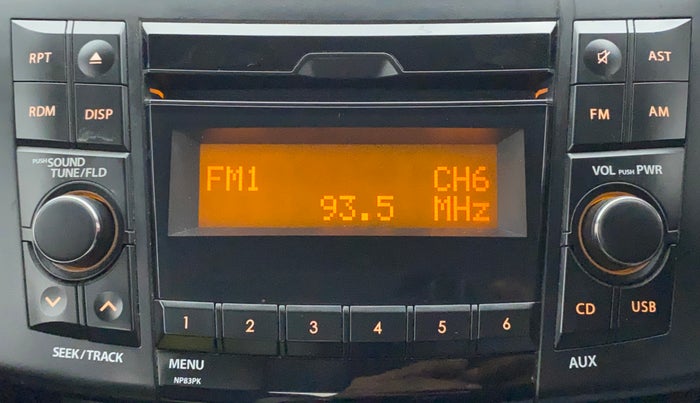 RPT
RDM DISP
PUSH SOUND
TUNE/FLD
SEEK/TRACK
FM1 CH6
93.5 MHz
1 2 3 4 5 6
MENU
NP83PK
AST
FM AM
VOL PUSH PWR
CD USB
AUX